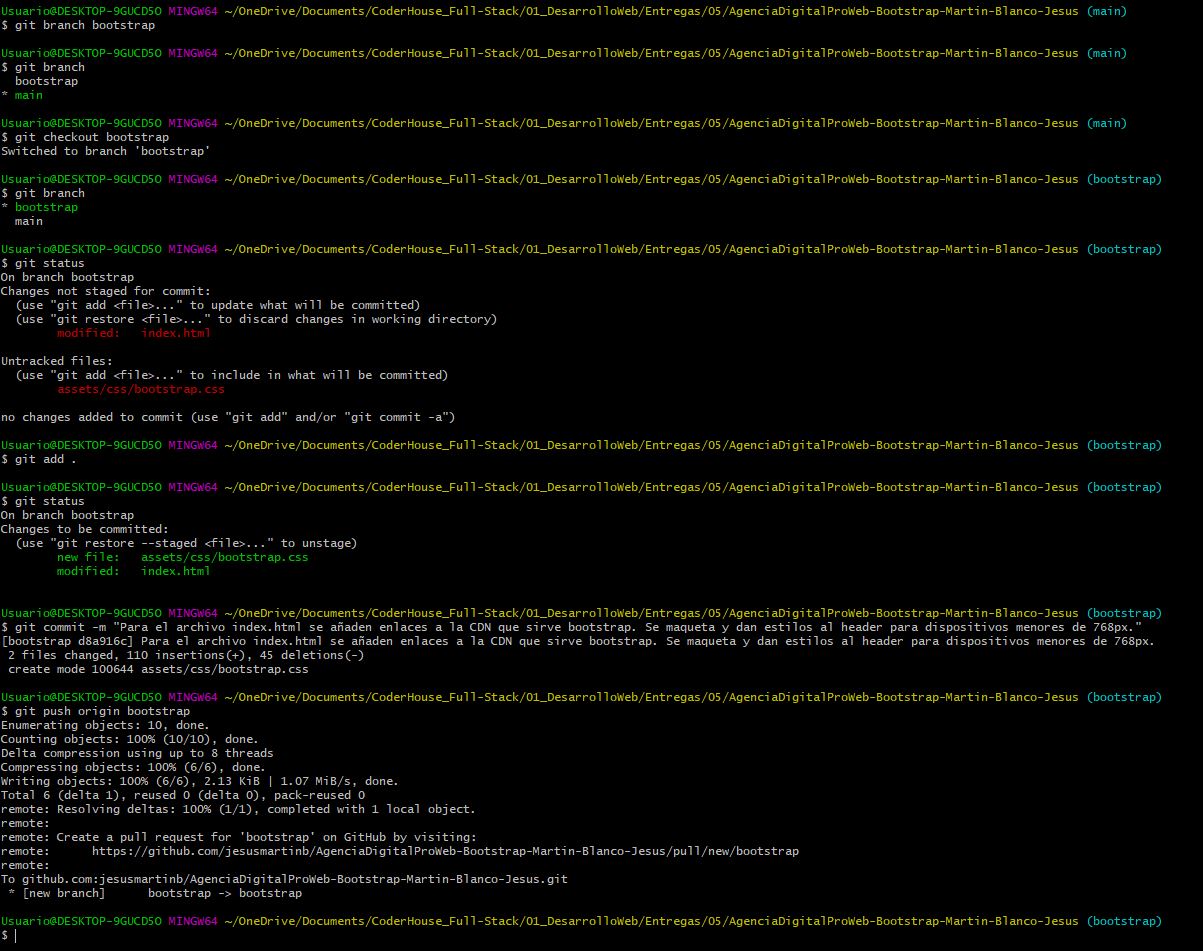 Usuario@DESKTOP-9GUCD5O MINGW64 ~/OneDrive/Documents/CoderHouse_Full-Stack/01_DesarrolloWeb/Entregas/05/AgenciaDigitalProWeb-Bootstrap-Martin-Blanco-Jesus (main)
$ git branch bootstrap

Usuario@DESKTOP-9GUCD5O MINGW64 ~/OneDrive/Documents/CoderHouse_Full-Stack/01_DesarrolloWeb/Entregas/05/AgenciaDigitalProWeb-Bootstrap-Martin-Blanco-Jesus (main)
$ git branch
  bootstrap
* main

Usuario@DESKTOP-9GUCD5O MINGW64 ~/OneDrive/Documents/CoderHouse_Full-Stack/01_DesarrolloWeb/Entregas/05/AgenciaDigitalProWeb-Bootstrap-Martin-Blanco-Jesus (main)
$ git checkout bootstrap
Switched to branch 'bootstrap'

Usuario@DESKTOP-9GUCD5O MINGW64 ~/OneDrive/Documents/CoderHouse_Full-Stack/01_DesarrolloWeb/Entregas/05/AgenciaDigitalProWeb-Bootstrap-Martin-Blanco-Jesus (bootstrap)
$ git branch
* bootstrap
  main

Usuario@DESKTOP-9GUCD5O MINGW64 ~/OneDrive/Documents/CoderHouse_Full-Stack/01_DesarrolloWeb/Entregas/05/AgenciaDigitalProWeb-Bootstrap-Martin-Blanco-Jesus (bootstrap)
$ git status
On branch bootstrap
Changes not staged for commit:
  (use "git add <file>..." to update what will be committed)
  (use "git restore <file>..." to discard changes in working directory)
        modified:   index.html

Untracked files:
  (use "git add <file>..." to include in what will be committed)
        assets/css/bootstrap.css

no changes added to commit (use "git add" and/or "git commit -a")

Usuario@DESKTOP-9GUCD5O MINGW64 ~/OneDrive/Documents/CoderHouse_Full-Stack/01_DesarrolloWeb/Entregas/05/AgenciaDigitalProWeb-Bootstrap-Martin-Blanco-Jesus (bootstrap)
$ git add .

Usuario@DESKTOP-9GUCD5O MINGW64 ~/OneDrive/Documents/CoderHouse_Full-Stack/01_DesarrolloWeb/Entregas/05/AgenciaDigitalProWeb-Bootstrap-Martin-Blanco-Jesus (bootstrap)
$ git status
On branch bootstrap
Changes to be committed:
  (use "git restore --staged <file>..." to unstage)
        new file:   assets/css/bootstrap.css
        modified:   index.html

Usuario@DESKTOP-9GUCD5O MINGW64 ~/OneDrive/Documents/CoderHouse_Full-Stack/01_DesarrolloWeb/Entregas/05/AgenciaDigitalProWeb-Bootstrap-Martin-Blanco-Jesus (bootstrap)
$ git commit -m "Para el archivo index.html se añaden enlaces a la CDN que sirve bootstrap. Se maqueta y dan estilos al header para dispositivos menores de 768px."
[bootstrap d8a916c] Para el archivo index.html se añaden enlaces a la CDN que sirve bootstrap. Se maqueta y dan estilos al header para dispositivos menores de 768px.
 2 files changed, 110 insertions(+), 45 deletions(-)
 create mode 100644 assets/css/bootstrap.css

Usuario@DESKTOP-9GUCD5O MINGW64 ~/OneDrive/Documents/CoderHouse_Full-Stack/01_DesarrolloWeb/Entregas/05/AgenciaDigitalProWeb-Bootstrap-Martin-Blanco-Jesus (bootstrap)
$ git push origin bootstrap
Enumerating objects: 10, done.
Counting objects: 100% (10/10), done.
Delta compression using up to 8 threads
Compressing objects: 100% (6/6), done.
Writing objects: 100% (6/6), 2.13 KiB | 1.07 MiB/s, done.
Total 6 (delta 1), reused 0 (delta 0), pack-reused 0
remote: Resolving deltas: 100% (1/1), completed with 1 local object.
remote:
remote: Create a pull request for 'bootstrap' on GitHub by visiting:
remote:      https://github.com/jesusmartinb/AgenciaDigitalProWeb-Bootstrap-Martin-Blanco-Jesus/pull/new/bootstrap
remote:
To github.com:jesusmartinb/AgenciaDigitalProWeb-Bootstrap-Martin-Blanco-Jesus.git
 * [new branch]      bootstrap -> bootstrap

Usuario@DESKTOP-9GUCD5O MINGW64 ~/OneDrive/Documents/CoderHouse_Full-Stack/01_DesarrolloWeb/Entregas/05/AgenciaDigitalProWeb-Bootstrap-Martin-Blanco-Jesus (bootstrap)
$